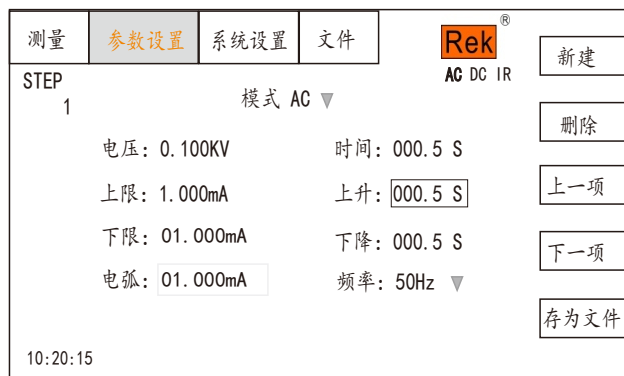 测量 参数设置 系统设置 文件 Rek®
AC DC IR
新建
STEP
1
模式 AC ▼
删除
电压: 0.100KV 时间: 000.5 S
上限: 1.000mA 上升: 000.5 S
上一项
下限: 01.000mA 下降: 000.5 S
下一项
电弧: 01.000mA 频率: 50Hz ▼
存为文件
10:20:15